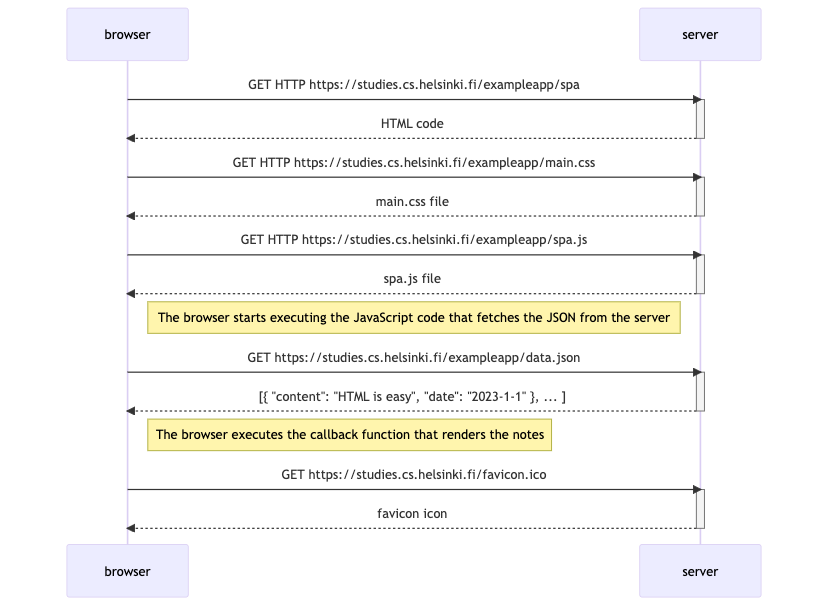 browser
server
GET HTTP https://studies.cs.helsinki.fi/exampleapp/spa
HTML code
GET HTTP https://studies.cs.helsinki.fi/exampleapp/main.css
main.css file
GET HTTP https://studies.cs.helsinki.fi/exampleapp/spa.js
spa.js file
The browser starts executing the JavaScript code that fetches the JSON from the server
GET https://studies.cs.helsinki.fi/exampleapp/data.json
[{ "content": "HTML is easy", "date": "2023-1-1" }, ... ]
The browser executes the callback function that renders the notes
GET https://studies.cs.helsinki.fi/favicon.ico
favicon icon
browser
server